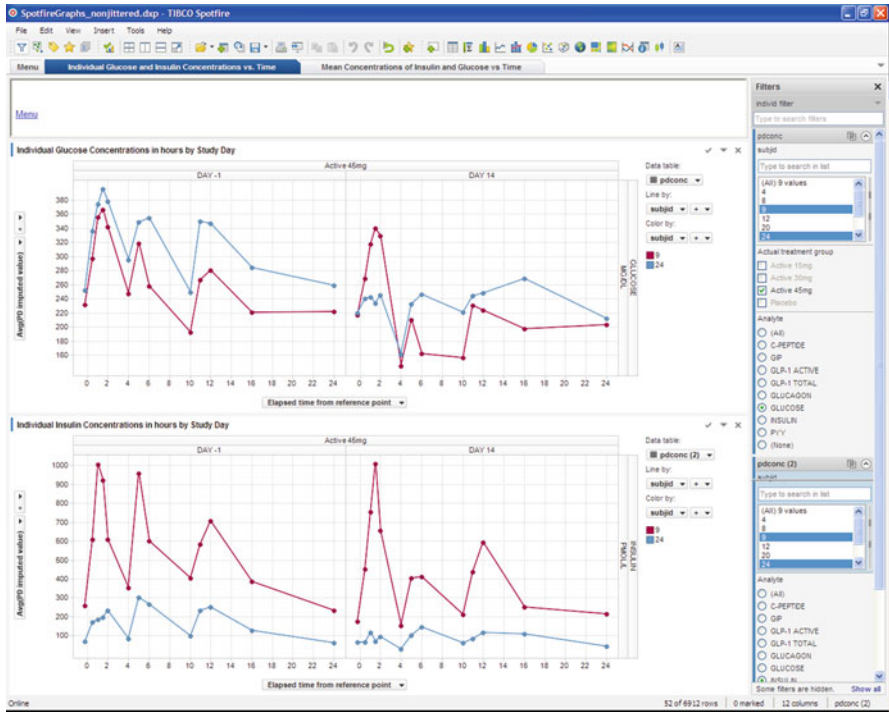 SpotfireGraphs_nonjittered.dxp - TIBCO Spotfire
File Edit View Insert Tools Help
Menu Individual Glucose and Insulin Concentrations vs. Time Mean Concentrations of Insulin and Glucose vs Time
Menu
Individual Glucose Concentrations in hours by Study Day
Active 45mg
DAY -1 DAY 14
380
360
340
320
300
280
260
240
220
200
180
160
Avg(PD imputed value)
GLUCOSE
MG/DL
0 2 4 6 8 10 12 14 16 18 20 22 24 0 2 4 6 8 10 12 14 16 18 20 22 24
Elapsed time from reference point
Data table:
pdconc
Line by:
subjid +
Color by:
subjid +
9
24
Individual Insulin Concentrations in hours by Study Day
Active 45mg
DAY -1 DAY 14
1000
900
800
700
600
500
400
300
200
100
Avg(PD imputed value)
INSULIN
PMOL/L
0 2 4 6 8 10 12 14 16 18 20 22 24 0 2 4 6 8 10 12 14 16 18 20 22 24
Elapsed time from reference point
Data table:
pdconc (2)
Line by:
subjid +
Color by:
subjid +
9
24
Filters
individ filter
Type to search filters
pdconc
subjid
Type to search in list
(All) 9 values
4
8
9
12
20
24
Actual treatment group
Active 15mg
Active 30mg
Active 45mg
Placebo
Analyte
(All)
C-PEPTIDE
GIP
GLP-1 ACTIVE
GLP-1 TOTAL
GLUCAGON
GLUCOSE
INSULIN
PYY
(None)
pdconc (2)
subjid
Type to search in list
(All) 9 values
4
8
9
12
20
24
Analyte
(All)
C-PEPTIDE
GIP
GLP-1 ACTIVE
GLP-1 TOTAL
GLUCAGON
GLUCOSE
INSULIN
Some filters are hidden. Show all
Online 52 of 6912 rows 0 marked 12 columns pdconc (2)